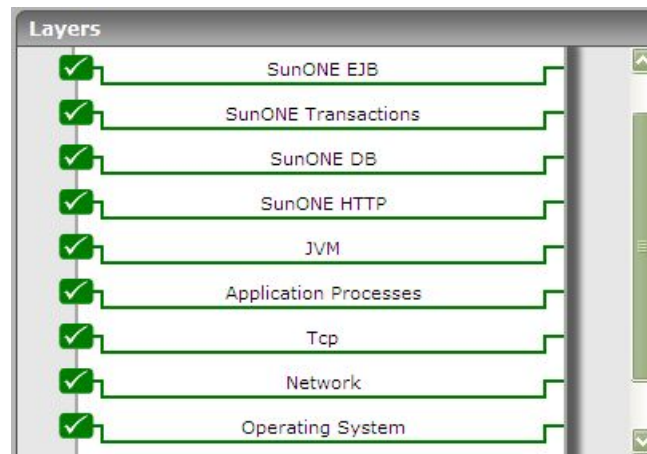 Layers
SunONE EJB
SunONE Transactions
SunONE DB
SunONE HTTP
JVM
Application Processes
Tcp
Network
Operating System